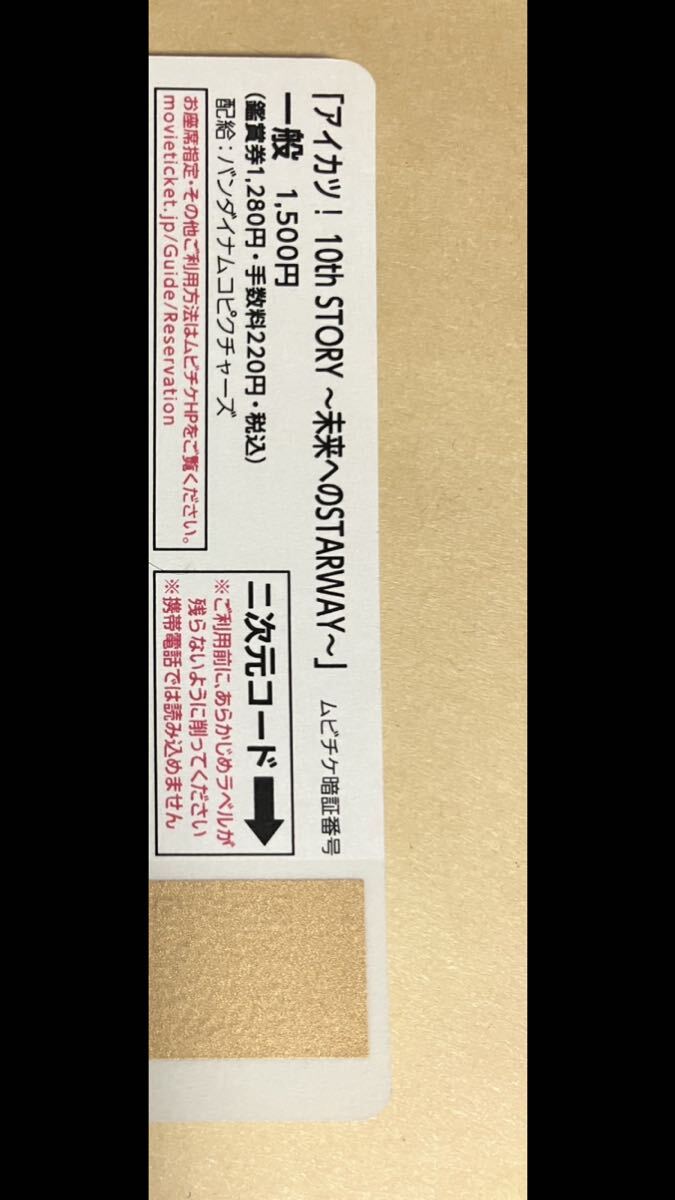 「アイカツ！ 10th STORY ～未来へのSTARWAY～」
ムビチケ暗証番号
一般 1,500円
(鑑賞券1,280円・手数料220円・税込)
配給：バンダイナムコピクチャーズ
お座席指定・その他ご利用方法はムビチケHPをご覧ください。
movieticket.jp/Guide/Reservation
二次元コード➡
※ご利用前に、あらかじめラベルが
残らないように削ってください
※携帯電話では読み込めません